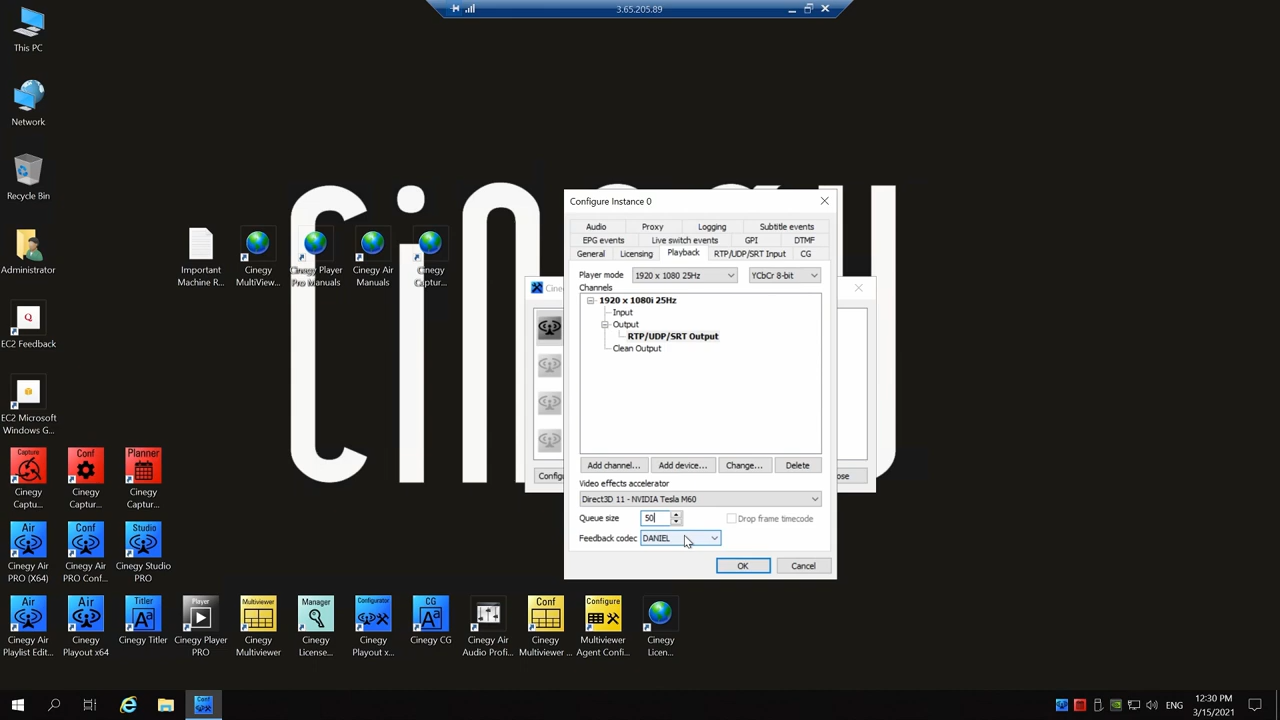 3.65.205.89
This PC
Network
Recycle Bin
Administrator
EC2 Feedback
EC2 Microsoft
Windows G...
Important
Machine R...
Cinegy
MultiView...
Cinegy Player
Pro Manuals
Cinegy Air
Manuals
Cinegy
Captur...
cinegy
Configure Instance 0
Audio
Proxy
Logging
Subtitle events
EPG events
Live switch events
GPI
DTMF
General
Licensing
Playback
RTP/UDP/SRT Input
CG
Player mode
1920 x 1080 25Hz
YCbCr 8-bit
Channels
1920 x 1080i 25Hz
Input
Output
RTP/UDP/SRT Output
Clean Output
Add channel...
Add device...
Change...
Delete
Video effects accelerator
Direct3D 11 - NVIDIA Tesla M60
Queue size
50
Drop frame timecode
Feedback codec
DANIEL
OK
Cancel
Capture
Conf
Planner
Cinegy
Captu...
Cinegy
Captur...
Cinegy
Captur...
Air
Conf
Studio
Cinegy Air
PRO (X64)
Cinegy Air
PRO Conf...
Cinegy Studio
PRO
Air
Air
Titler
Player
Multiviewer
Manager
Configurator
CG
Conf
Configure
Cinegy Air
Playlist Edit...
Cinegy
Playout x64
Cinegy Titler
Cinegy Player
PRO
Cinegy
Multiviewer
Cinegy
License...
Cinegy
Playout x...
Cinegy CG
Cinegy Air
Audio Profi...
Cinegy
Multiviewer ...
Multiviewer
Agent Confi...
Cinegy
Licen...
ENG
12:30 PM
3/15/2021